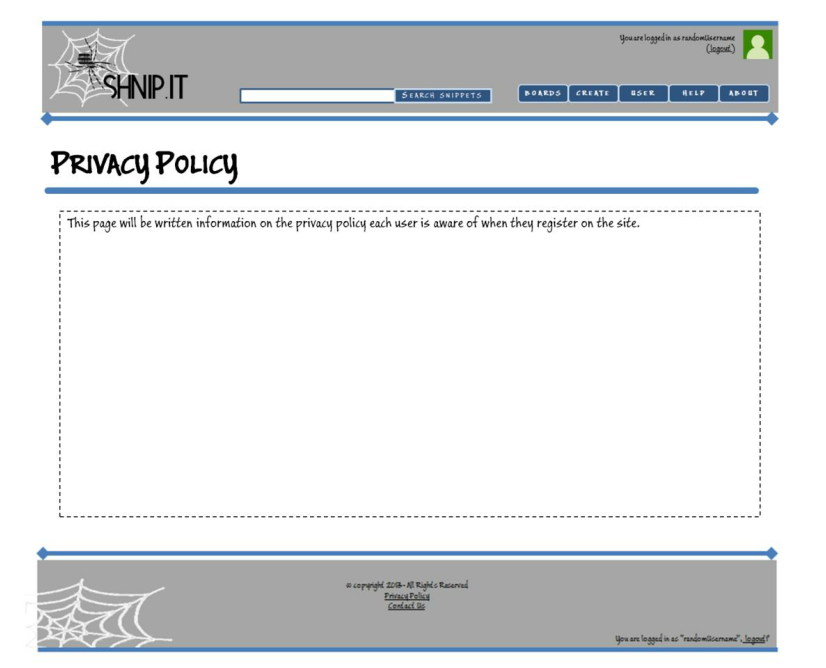 You are logged in as randomUsername
(logout)
SHNIP.IT
SEARCH SNIPPETS
BOARDS CREATE USER HELP ABOUT
PRIVACY POLICY
This page will be written information on the privacy policy each user is aware of when they register on the site.
© copyright 2013 - All Rights Reserved
Privacy Policy
Contact Us
You are logged in as "randomUsername", logout?